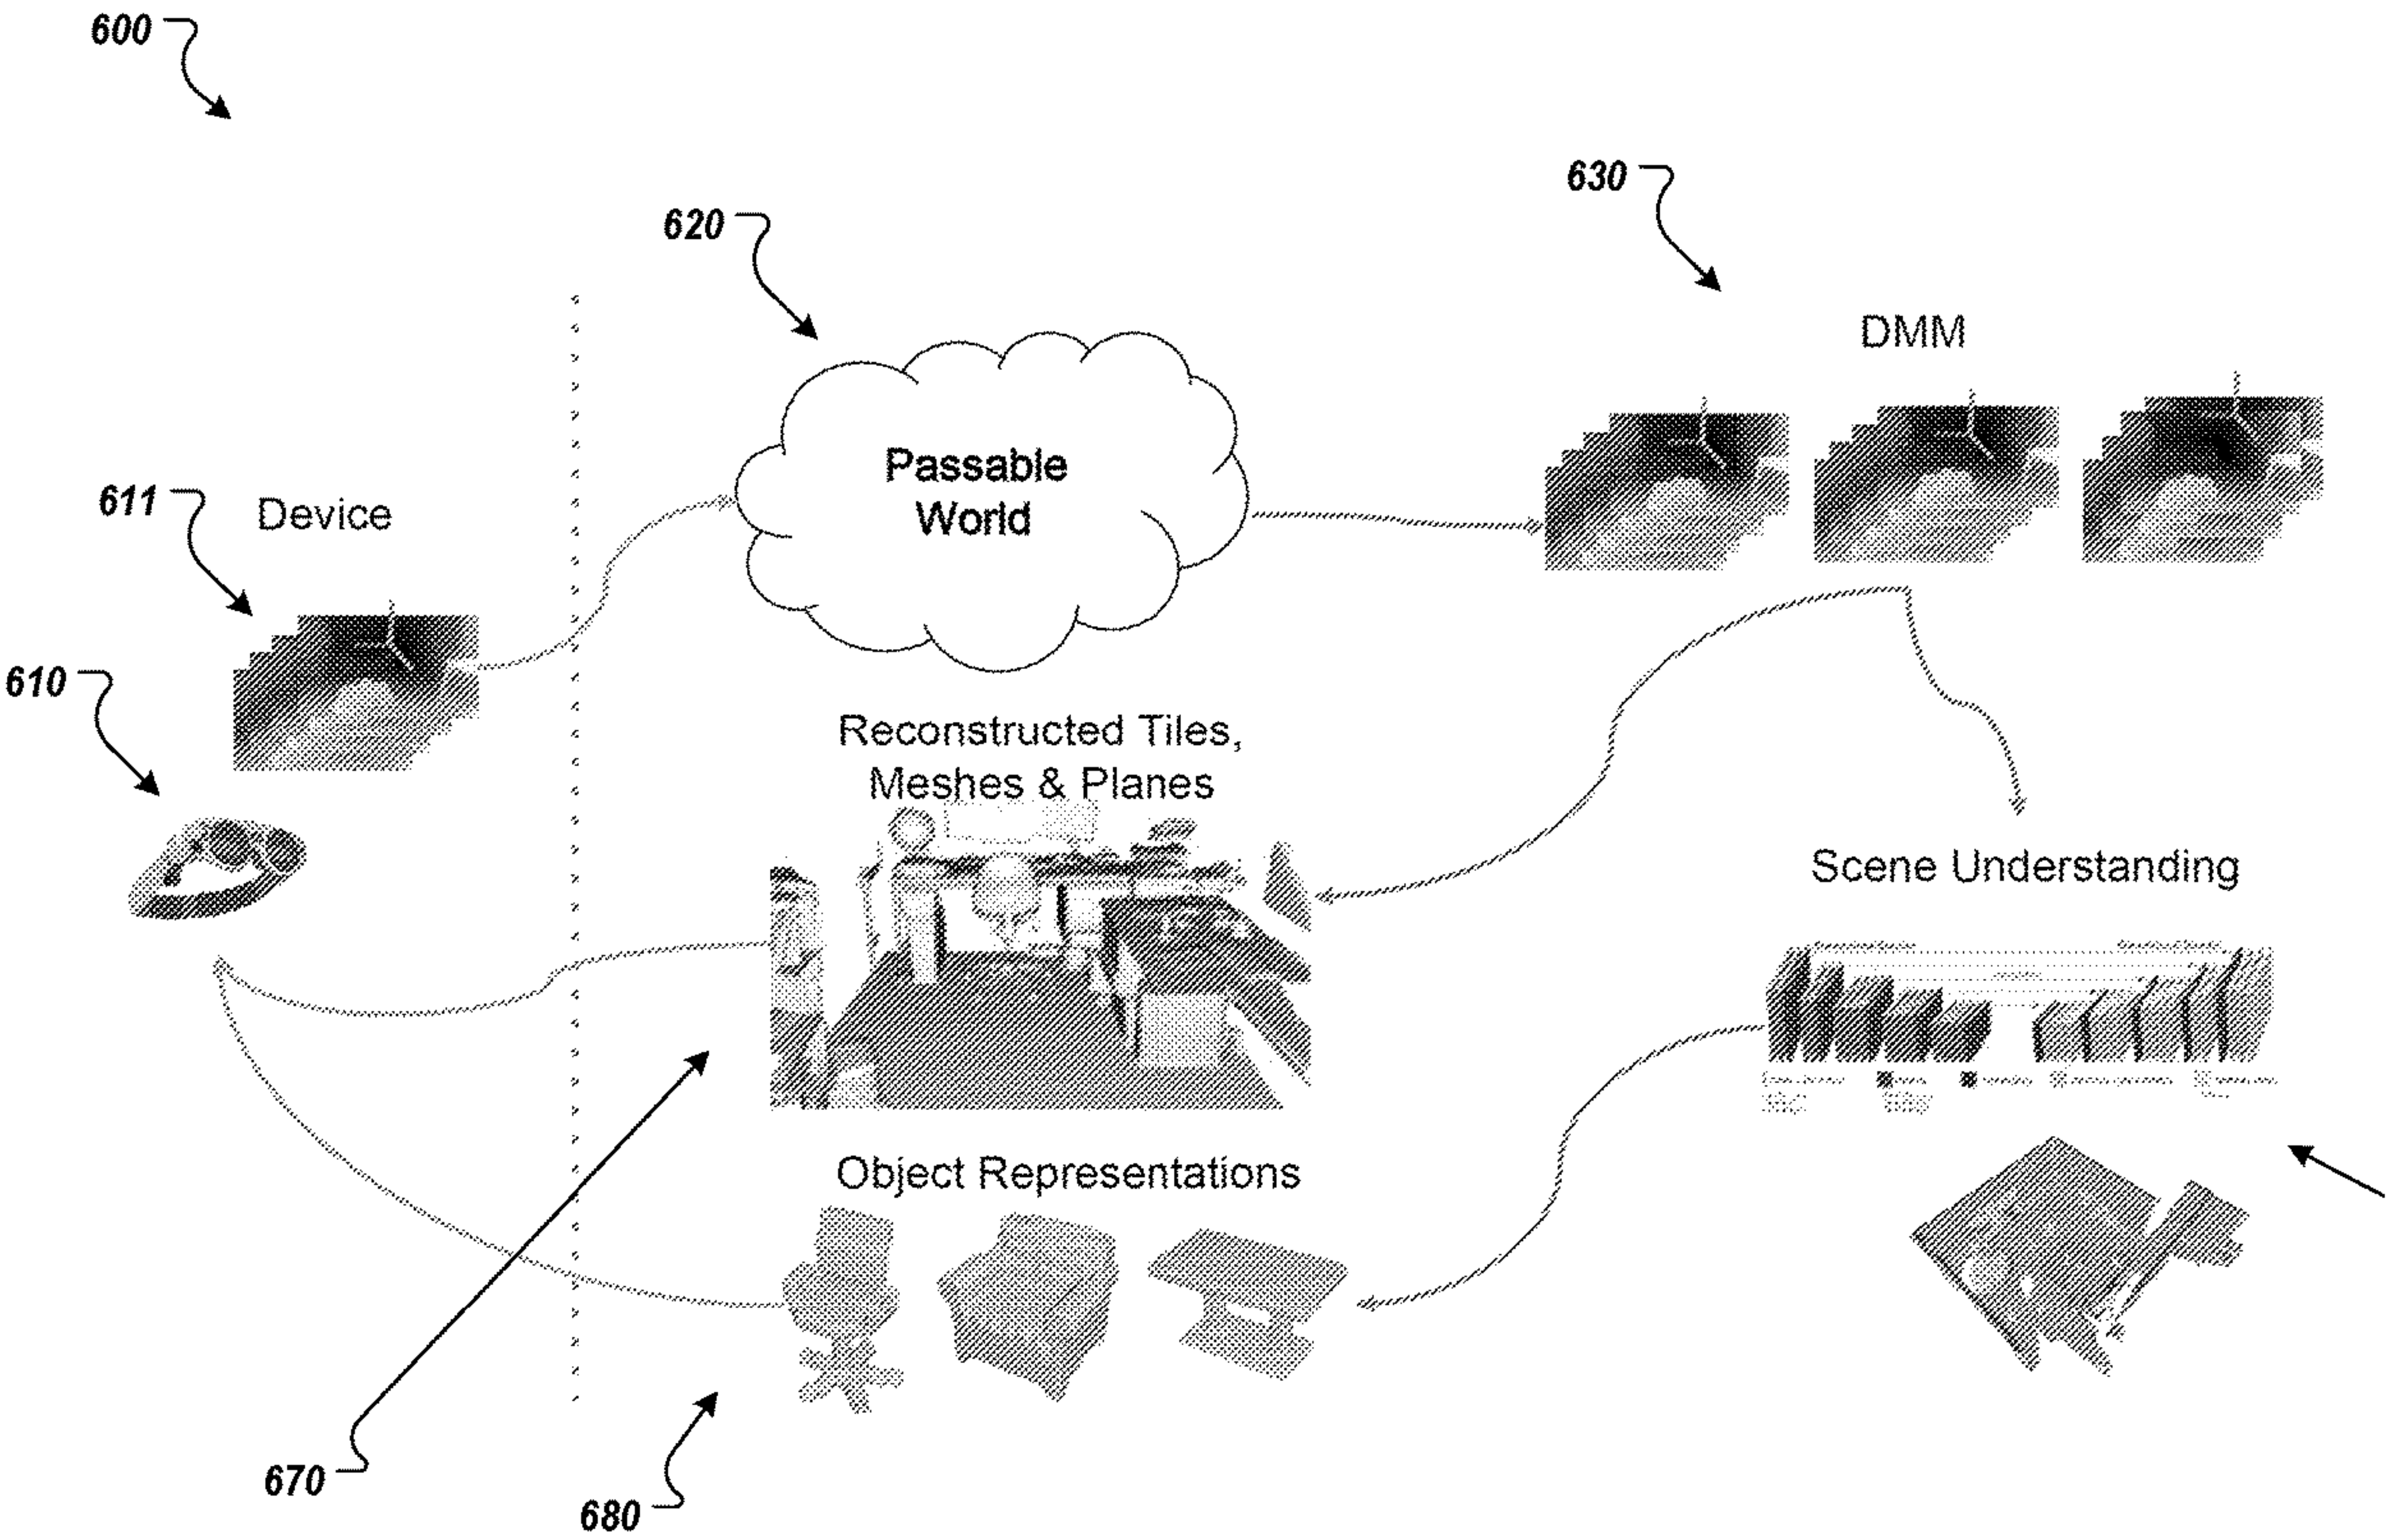 600
630
620
DMM
Passable
World
611
Device
610
Reconstructed Tiles,
Meshes & Planes
Scene Understanding
Object Representations
670
680